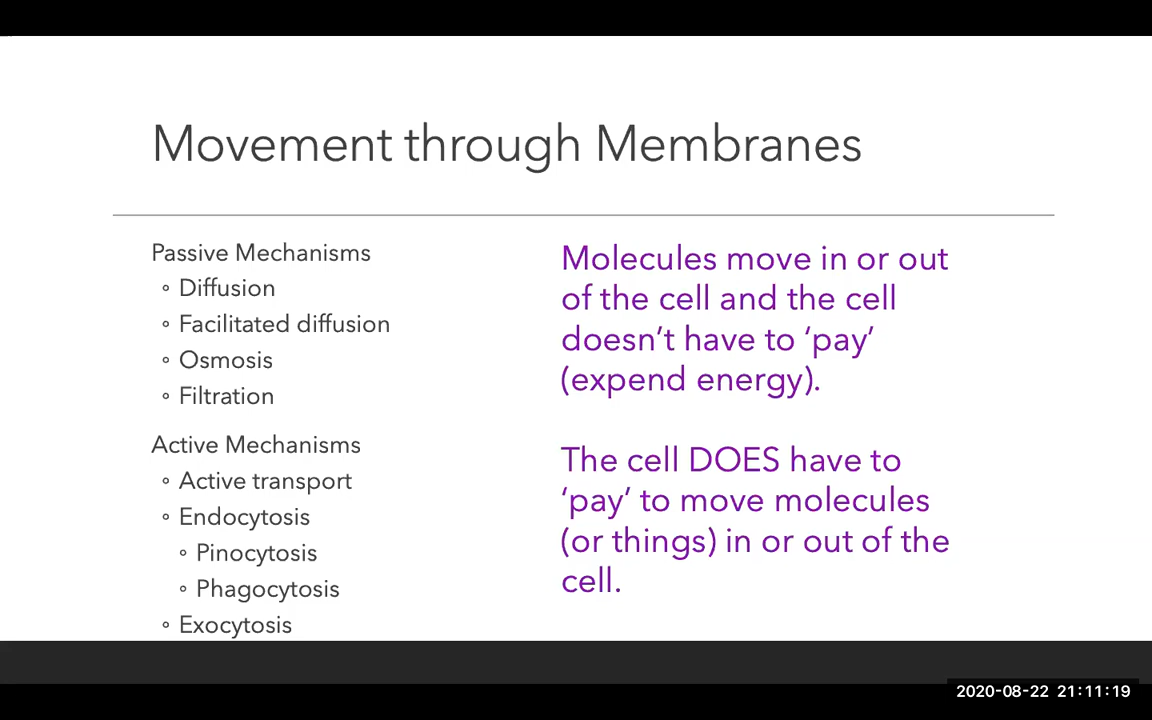 Movement through Membranes
Passive Mechanisms
◦ Diffusion
◦ Facilitated diffusion
◦ Osmosis
◦ Filtration
Active Mechanisms
◦ Active transport
◦ Endocytosis
◦ Pinocytosis
◦ Phagocytosis
◦ Exocytosis
Molecules move in or out
of the cell and the cell
doesn’t have to ‘pay’
(expend energy).
The cell DOES have to
‘pay’ to move molecules
(or things) in or out of the
cell.
2020-08-22 21:11:19